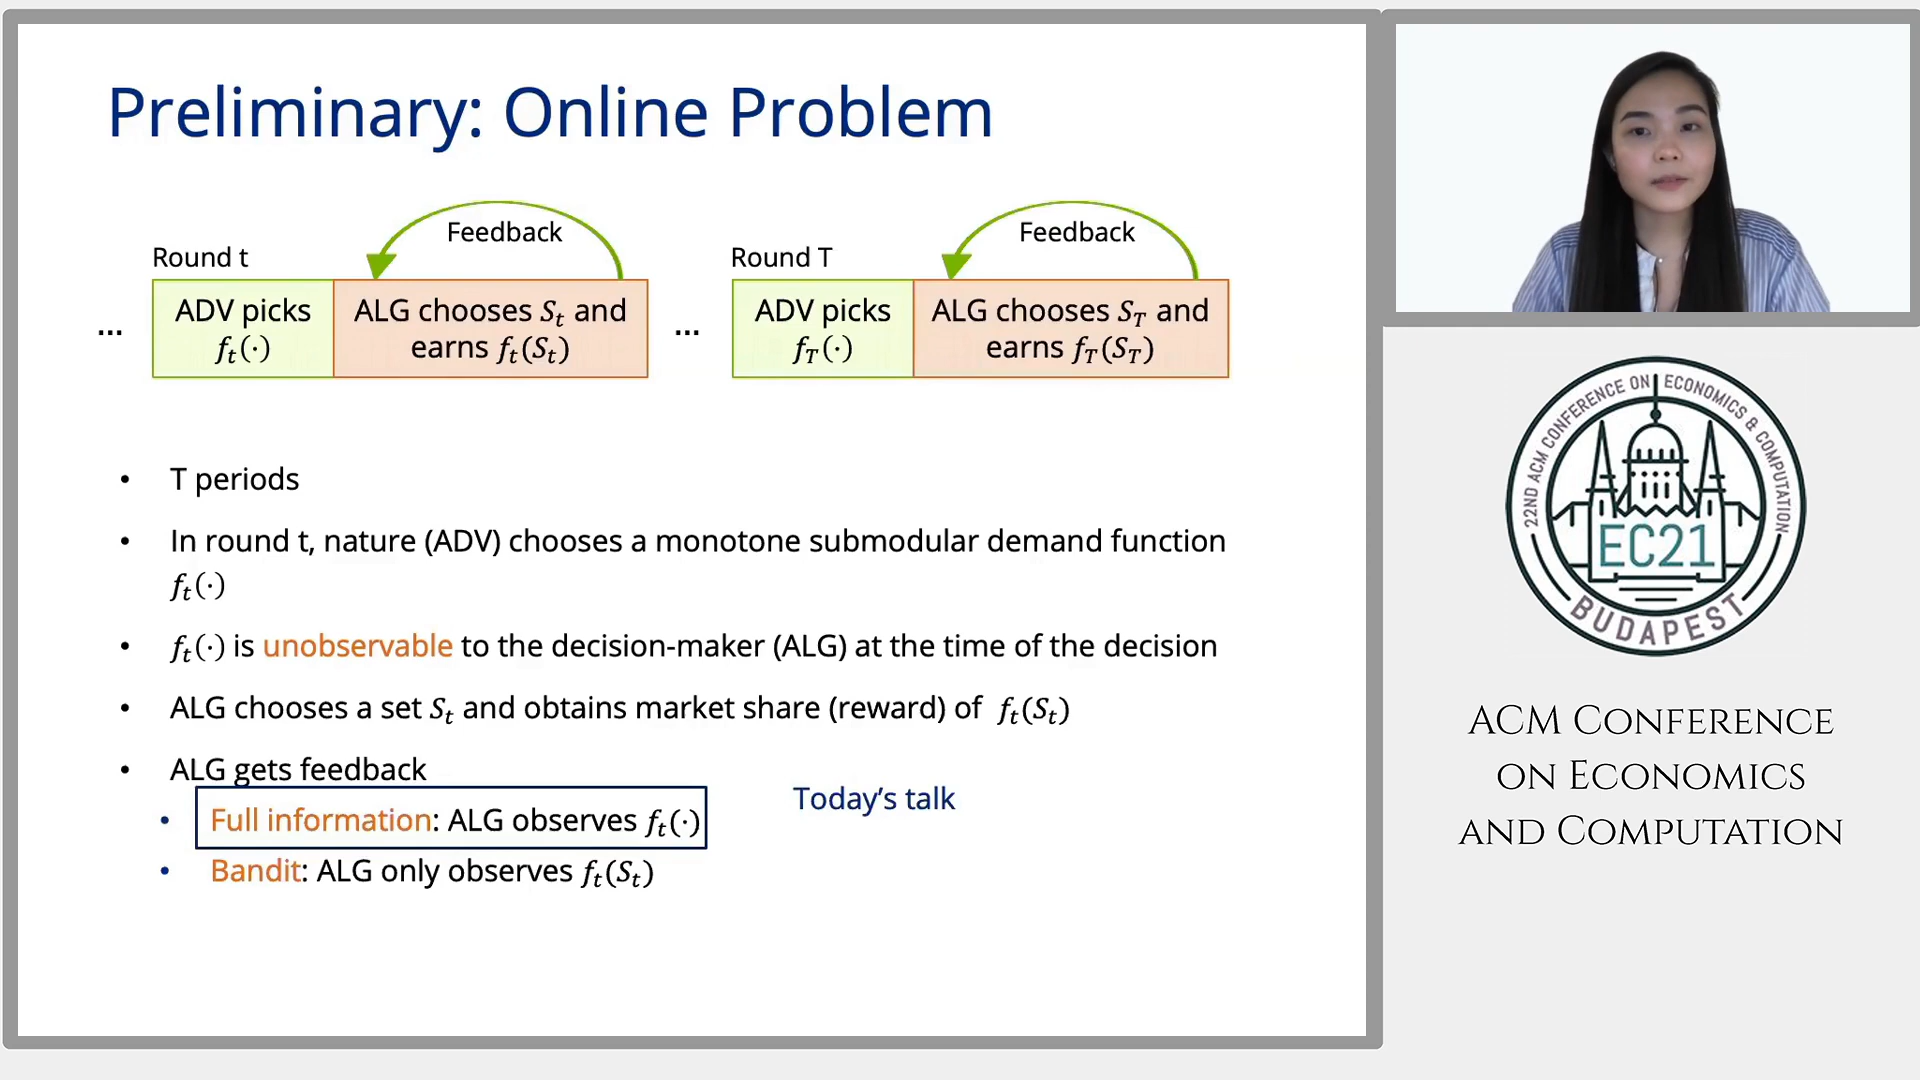 Preliminary: Online Problem
Feedback
Feedback
Round t
Round T
...
ADV picks
f_t(·)
ALG chooses S_t and
earns f_t(S_t)
...
ADV picks
f_T(·)
ALG chooses S_T and
earns f_T(S_T)
• T periods
• In round t, nature (ADV) chooses a monotone submodular demand function
f_t(·)
• f_t(·) is unobservable to the decision-maker (ALG) at the time of the decision
• ALG chooses a set S_t and obtains market share (reward) of f_t(S_t)
• ALG gets feedback
• Full information: ALG observes f_t(·)
Today's talk
• Bandit: ALG only observes f_t(S_t)
22ND ACM CONFERENCE ON ECONOMICS & COMPUTATION
EC21
BUDAPEST
ACM Conference
on Economics
and Computation